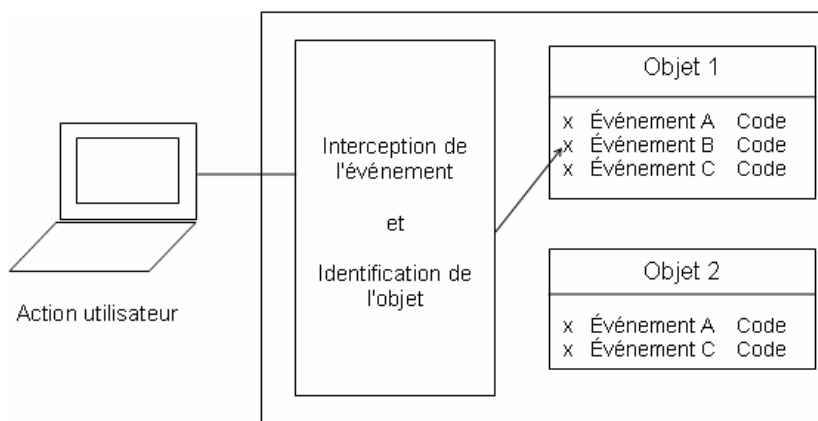 Action utilisateur
Interception de
l'événement
et
Identification de
l'objet
Objet 1
x Événement A Code
x Événement B Code
x Événement C Code
Objet 2
x Événement A Code
x Événement C Code